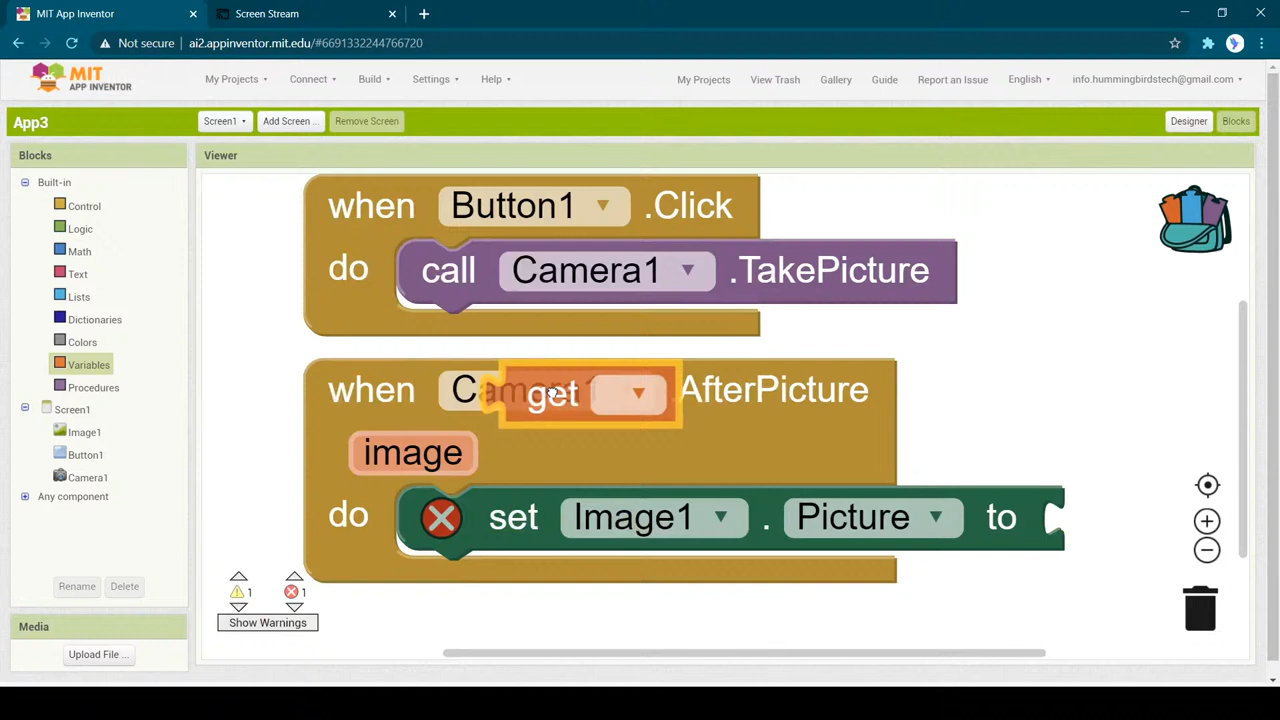 MIT App Inventor
Screen Stream
Not secure
ai2.appinventor.mit.edu/#6691332244766720
MIT
APP INVENTOR
My Projects
Connect
Build
Settings
Help
My Projects
View Trash
Gallery
Guide
Report an Issue
English
info.hummingbirdstech@gmail.com
App3
Screen1
Add Screen ...
Remove Screen
Designer
Blocks
Blocks
Viewer
Built-in
Control
Logic
Math
Text
Lists
Dictionaries
Colors
Variables
Procedures
Screen1
Image1
Button1
Camera1
Any component
Rename
Delete
Media
Upload File ...
when Button1 .Click
do call Camera1 .TakePicture
when Camera1 .AfterPicture
get
image
do set Image1 . Picture to
1
1
Show Warnings